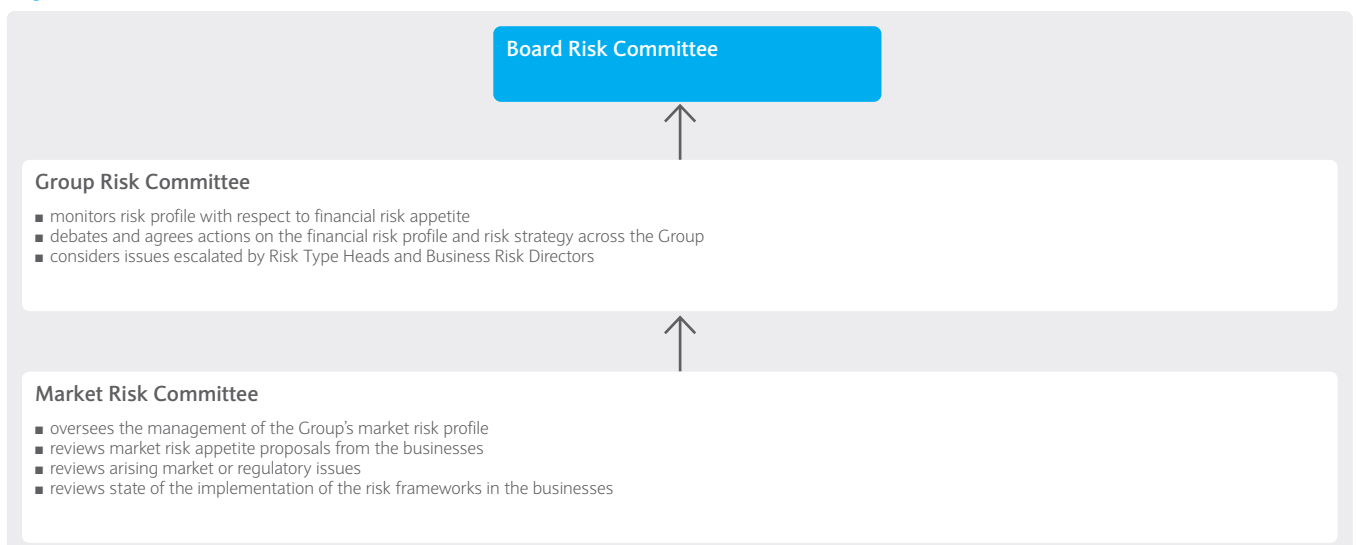 Board Risk Committee
Group Risk Committee
■ monitors risk profile with respect to financial risk appetite
■ debates and agrees actions on the financial risk profile and risk strategy across the Group
■ considers issues escalated by Risk Type Heads and Business Risk Directors
Market Risk Committee
■ oversees the management of the Group's market risk profile
■ reviews market risk appetite proposals from the businesses
■ reviews arising market or regulatory issues
■ reviews state of the implementation of the risk frameworks in the businesses